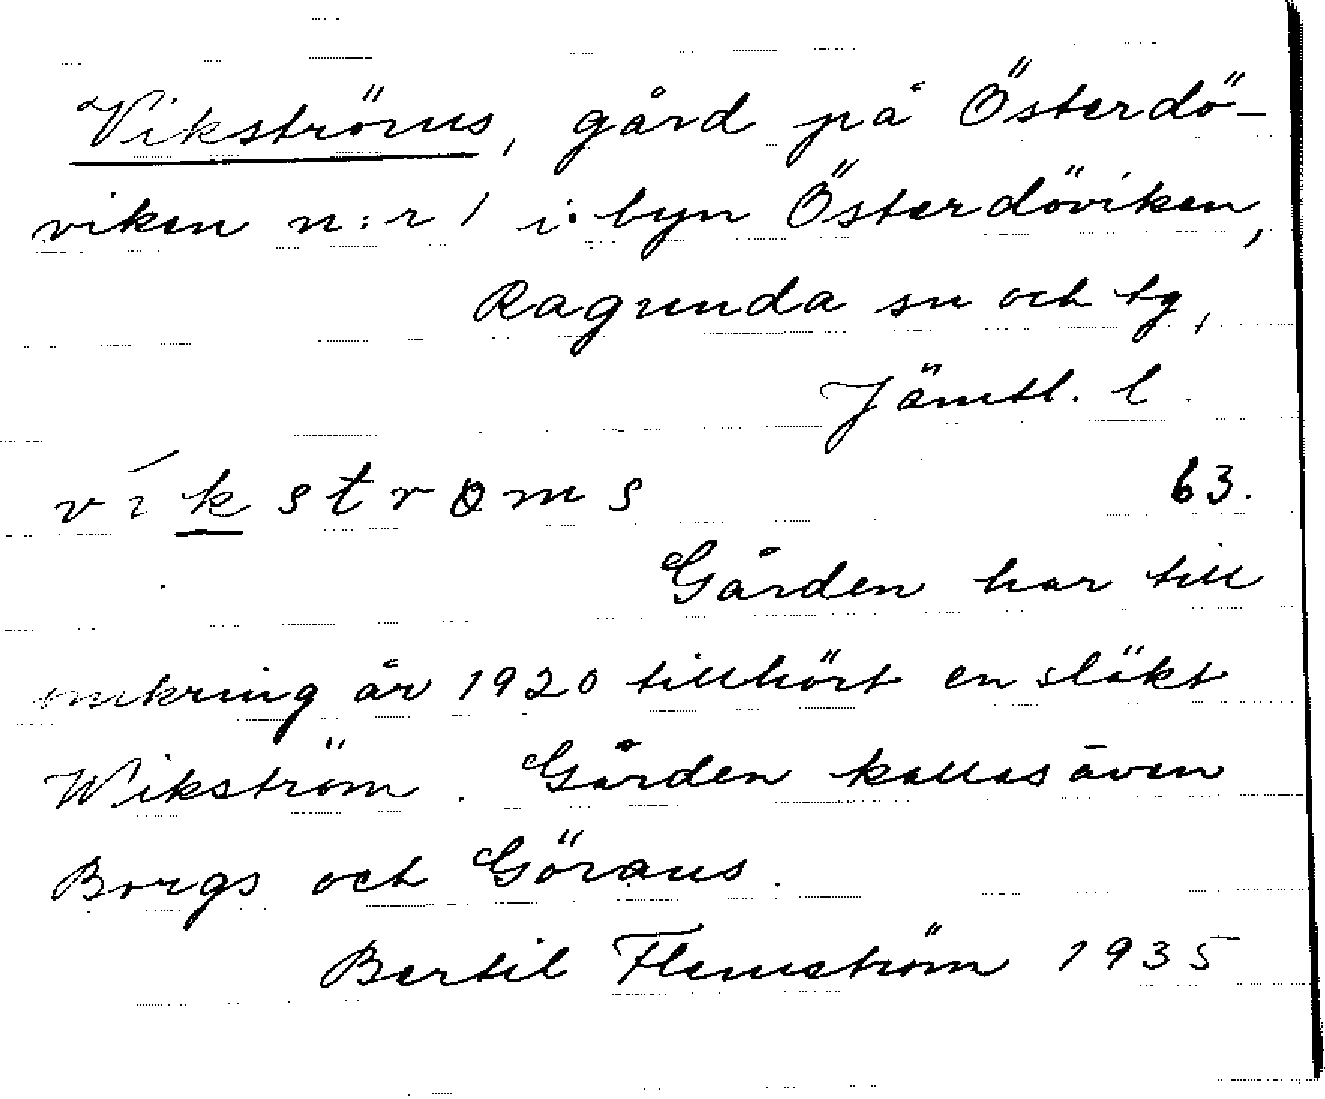 Vikströms, gård på Österdö-
viken n:r 1 i byn Österdöviken,
Ragunda sn och tg,
Jämtl. l.
víkstroms 63.
Gården har till
omkring år 1920 tillhört en släkt
Wikström. Gården kallas även
Borgs och Görans.
Bertil Flemström 1935